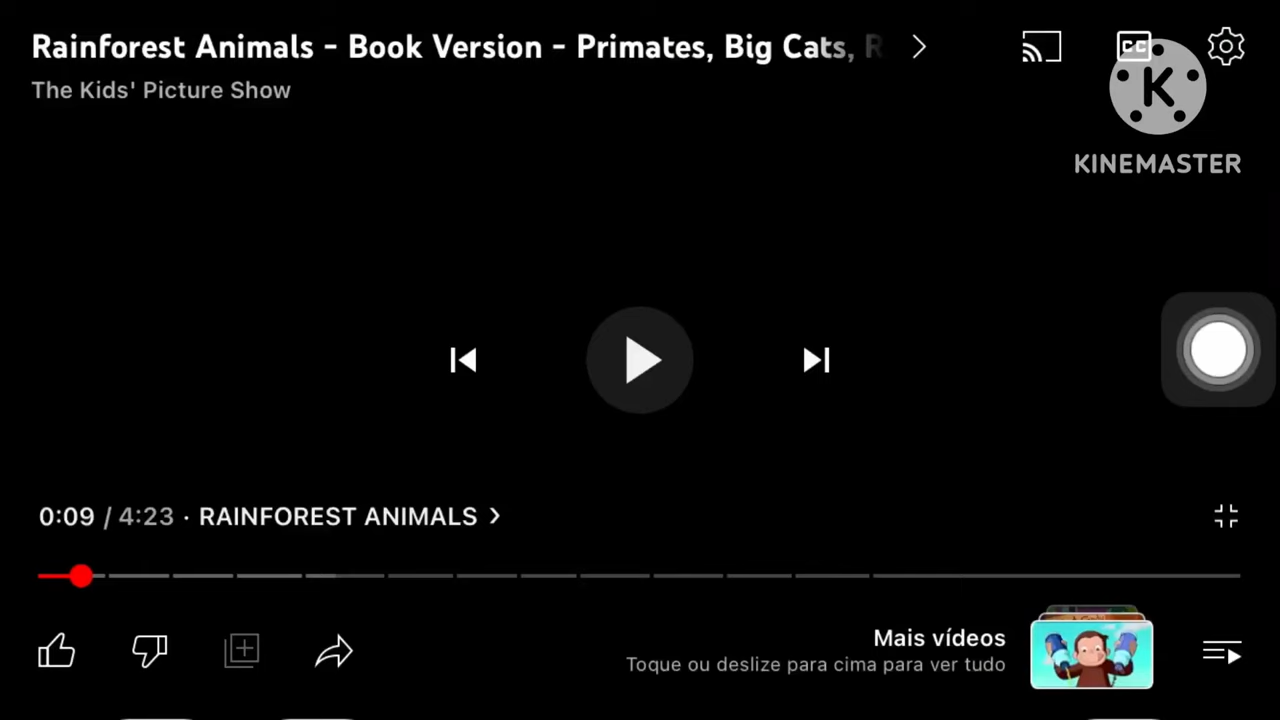 Rainforest Animals - Book Version - Primates, Big Cats, R
The Kids' Picture Show
CC
K
KINEMASTER
0:09 / 4:23 · RAINFOREST ANIMALS
Mais vídeos
Toque ou deslize para cima para ver tudo